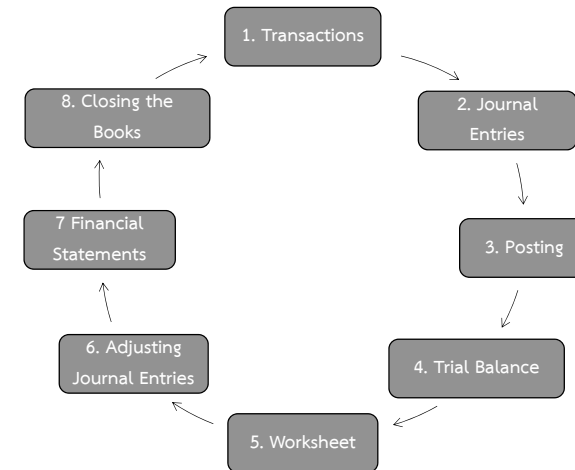 1. Transactions
2. Journal
Entries
3. Posting
4. Trial Balance
5. Worksheet
6. Adjusting
Journal Entries
7 Financial
Statements
8. Closing the
Books